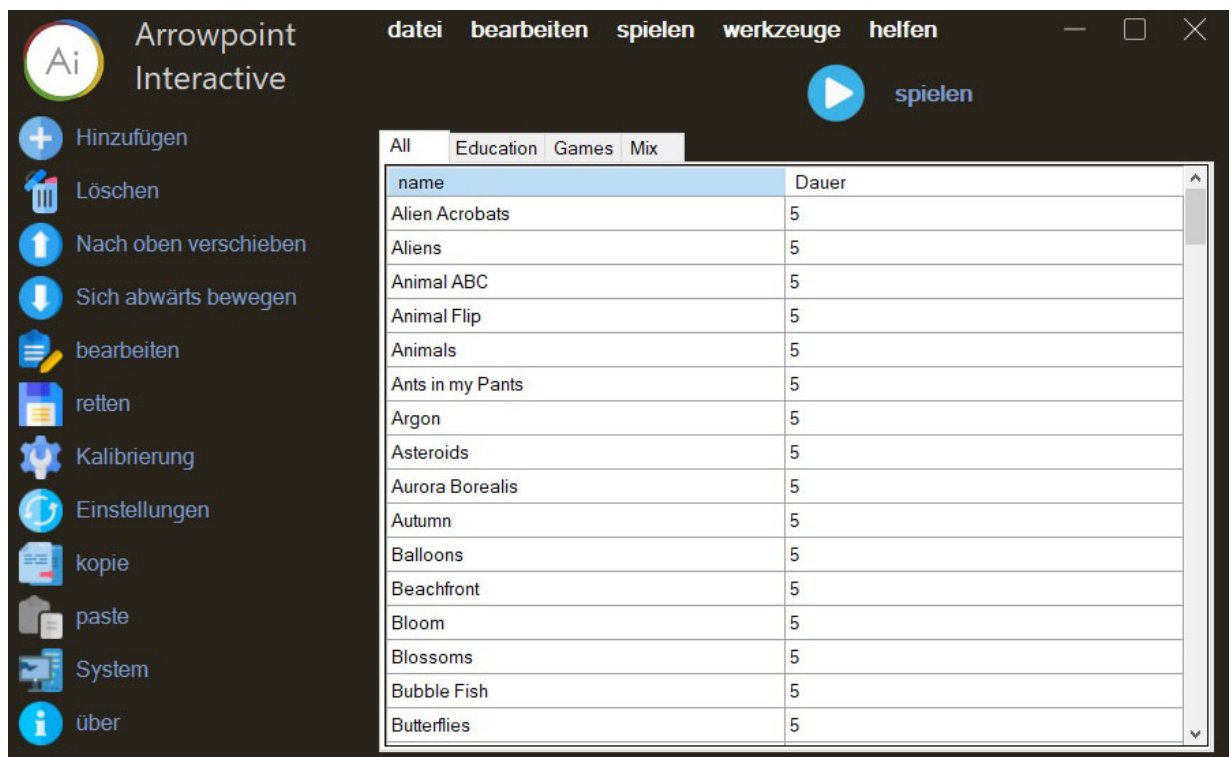 Ai
Arrowpoint
Interactive
datei bearbeiten spielen werkzeuge helfen
spielen
Hinzufügen
Löschen
Nach oben verschieben
Sich abwärts bewegen
bearbeiten
retten
Kalibrierung
Einstellungen
kopie
paste
System
über
All Education Games Mix
name Dauer
Alien Acrobats 5
Aliens 5
Animal ABC 5
Animal Flip 5
Animals 5
Ants in my Pants 5
Argon 5
Asteroids 5
Aurora Borealis 5
Autumn 5
Balloons 5
Beachfront 5
Bloom 5
Blossoms 5
Bubble Fish 5
Butterflies 5